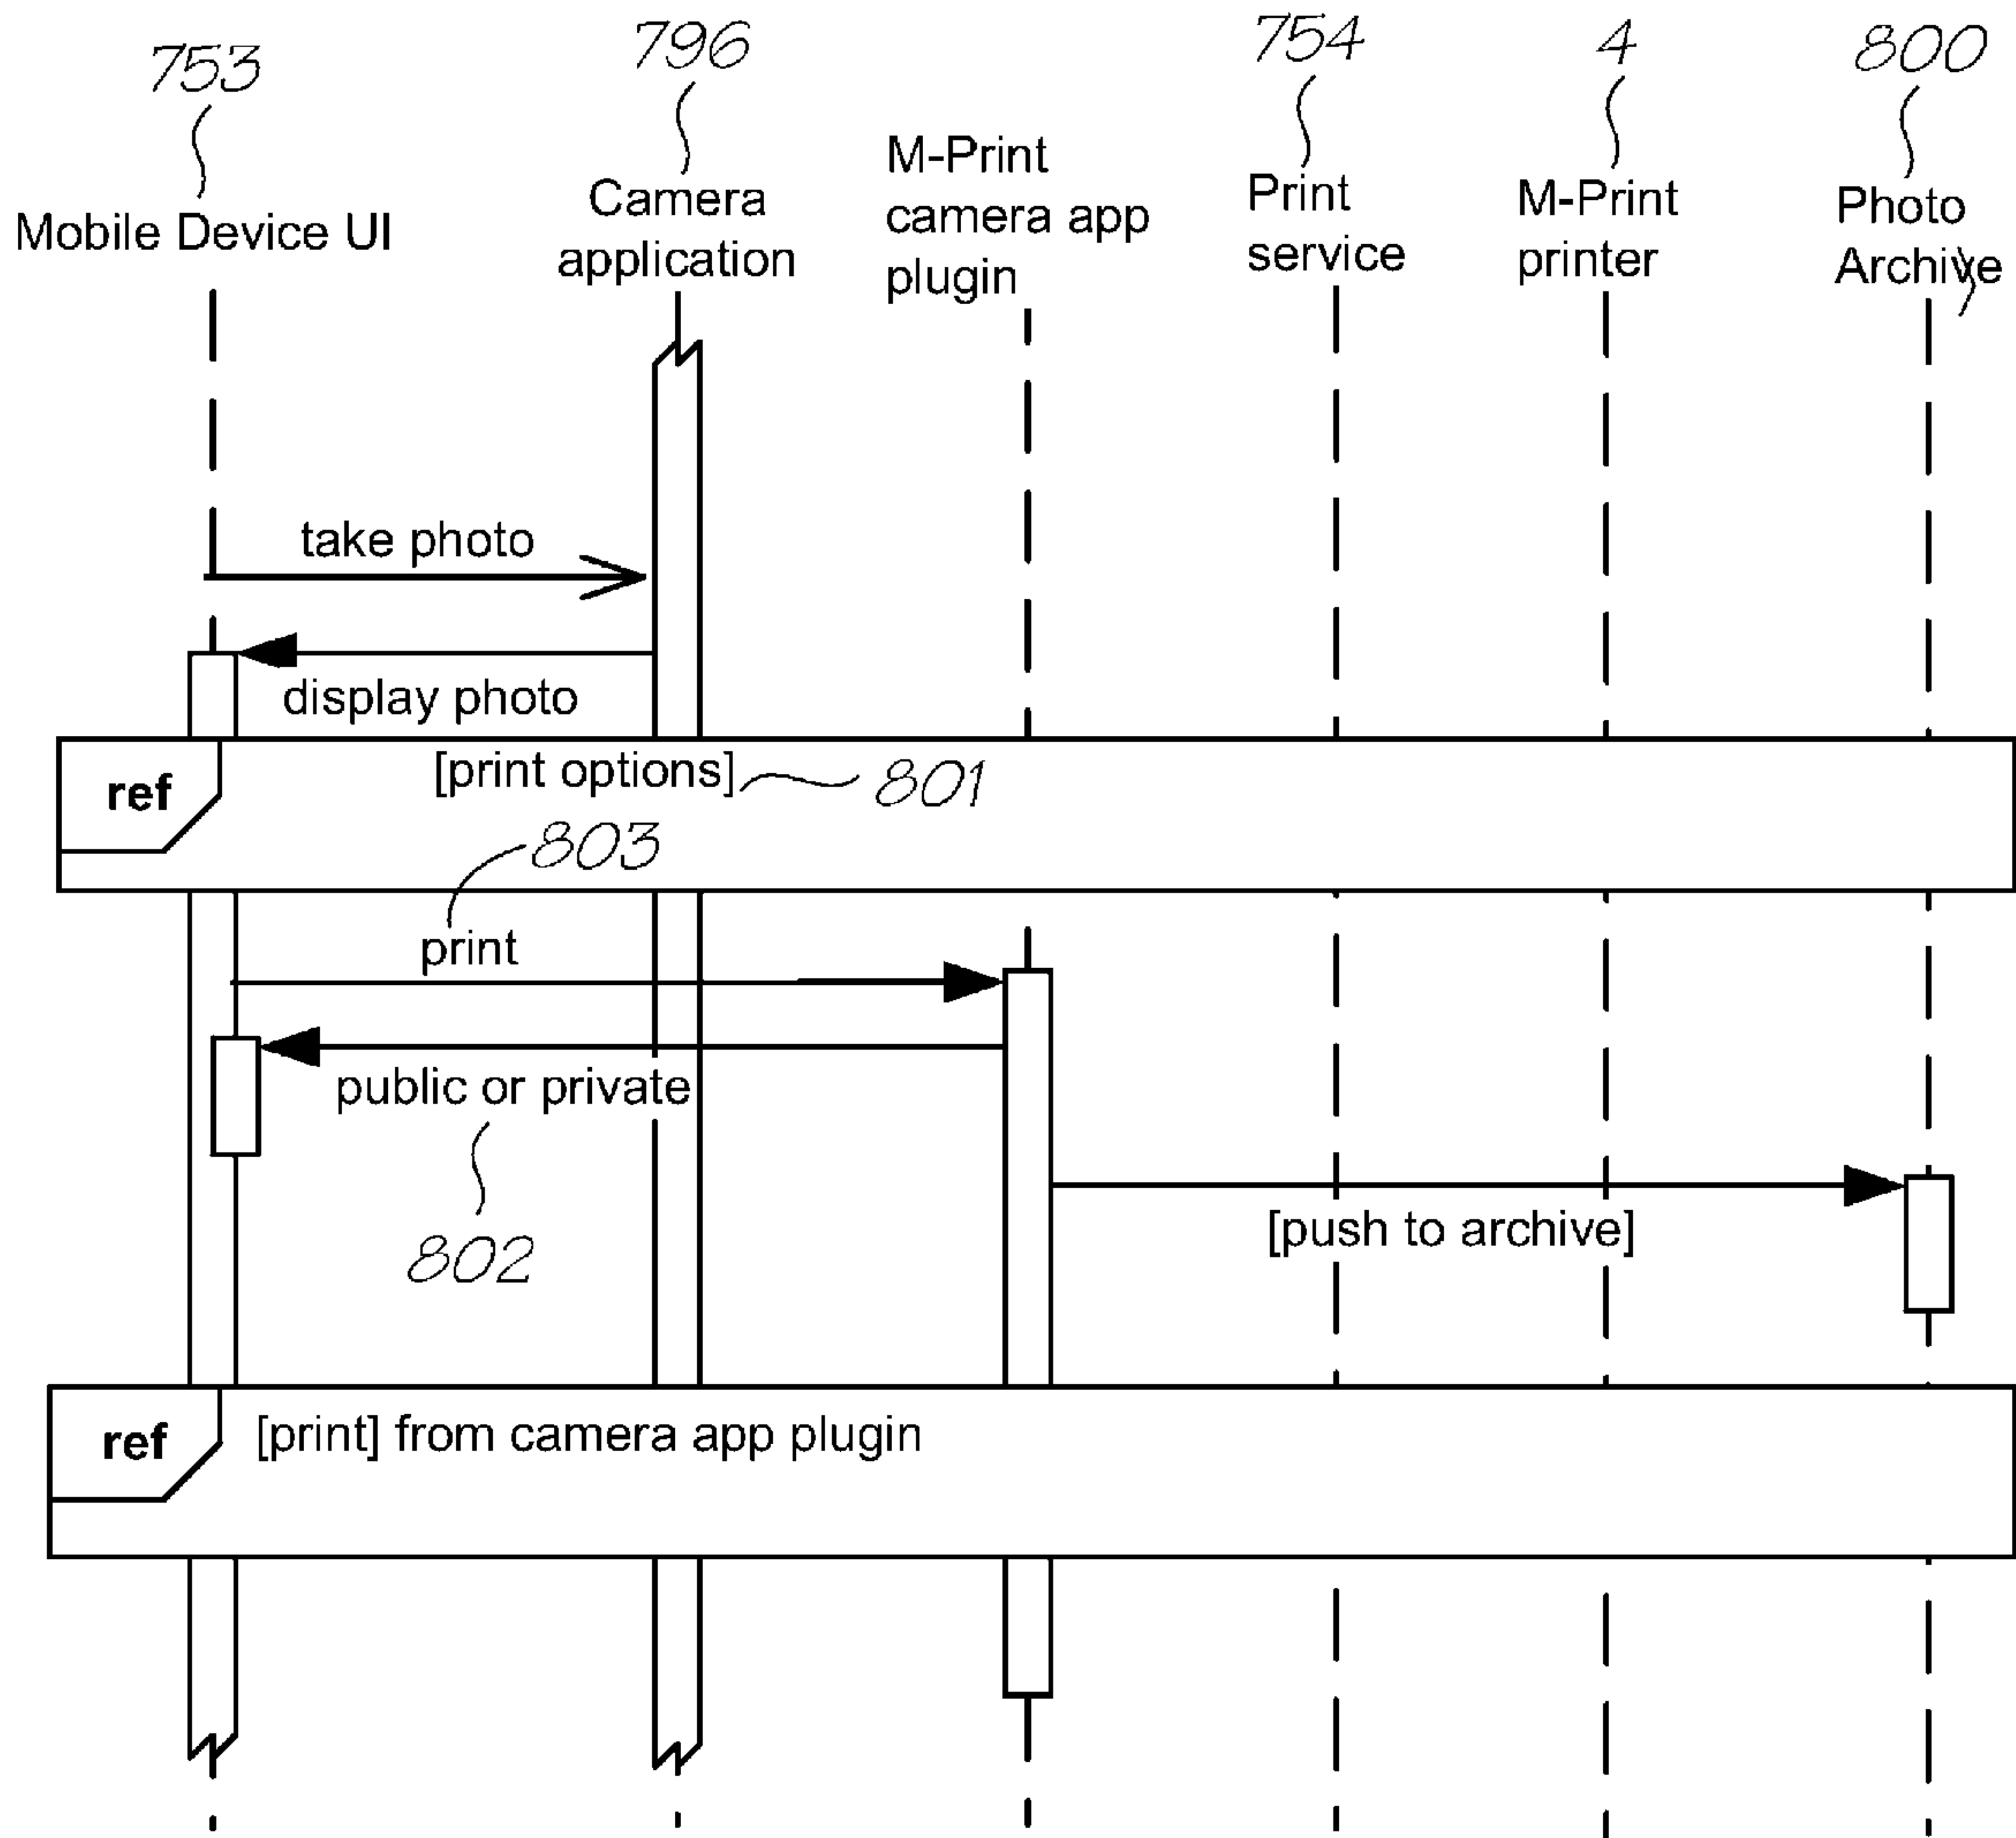 753
796
754
4
800
Mobile Device UI
Camera
application
M-Print
camera app
plugin
Print
service
M-Print
printer
Photo
Archive
take photo
display photo
ref
[print options]
801
803
print
public or private
802
[push to archive]
ref
[print] from camera app plugin